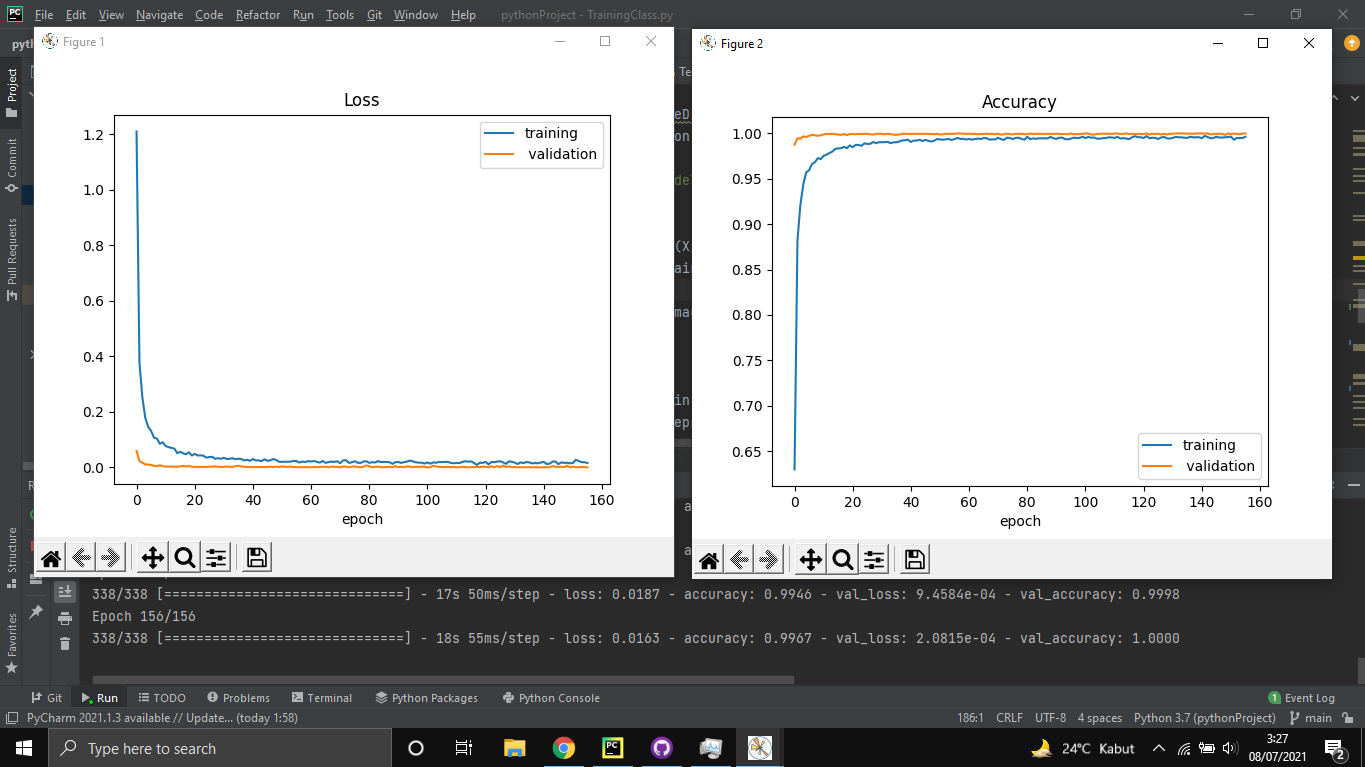 PC File Edit View Navigate Code Refactor Run Tools Git Window Help pythonProject - TrainingClass.py
Figure 1
Loss
training
validation
1.2
1.0
0.8
0.6
0.4
0.2
0.0
0 20 40 60 80 100 120 140 160
epoch
Figure 2
Accuracy
1.00
0.95
0.90
0.85
0.80
0.75
0.70
0.65
training
validation
0 20 40 60 80 100 120 140 160
epoch
Project
Commit
Pull Requests
Structure
Favorites
338/338 [==============================] - 17s 50ms/step - loss: 0.0187 - accuracy: 0.9946 - val_loss: 9.4584e-04 - val_accuracy: 0.9998
Epoch 156/156
338/338 [==============================] - 18s 55ms/step - loss: 0.0163 - accuracy: 0.9967 - val_loss: 2.0815e-04 - val_accuracy: 1.0000
Git Run TODO Problems Terminal Python Packages Python Console 1 Event Log
PyCharm 2021.1.3 available // Update... (today 1:58) 186:1 CRLF UTF-8 4 spaces Python 3.7 (pythonProject) main
Type here to search PC 24°C Kabut 3:27
08/07/2021 2